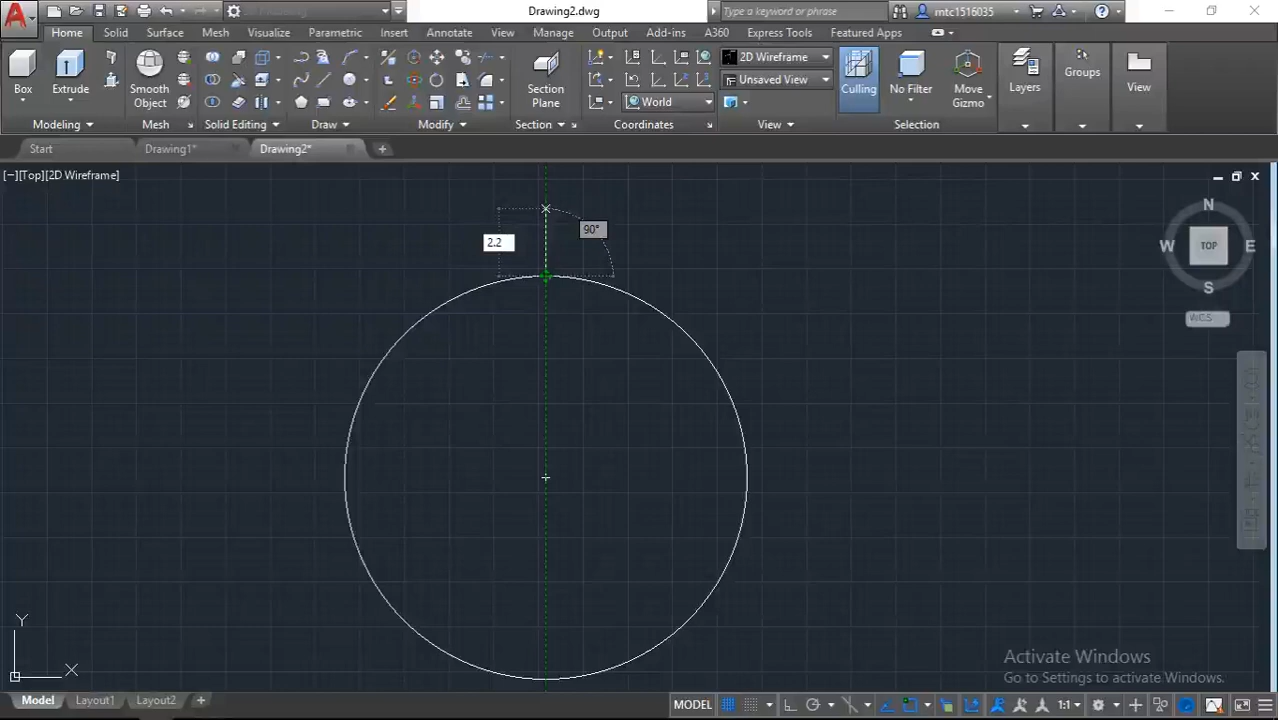 Drawing2.dwg
Type a keyword or phrase
rmtc1516035
Home Solid Surface Mesh Visualize Parametric Insert Annotate View Manage Output Add-ins A360 Express Tools Featured Apps
Box
Extrude
Smooth Object
Section Plane
2D Wireframe
Unsaved View
World
Culling
No Filter
Move Gizmo
Layers
Groups
View
Modeling Mesh Solid Editing Draw Modify Section Coordinates View Selection
Start Drawing1* Drawing2*
[−][Top][2D Wireframe]
N
W
TOP
E
S
WCS
90°
2.2
Y
X
Activate Windows
Go to Settings to activate Windows.
Model Layout1 Layout2
MODEL
1:1